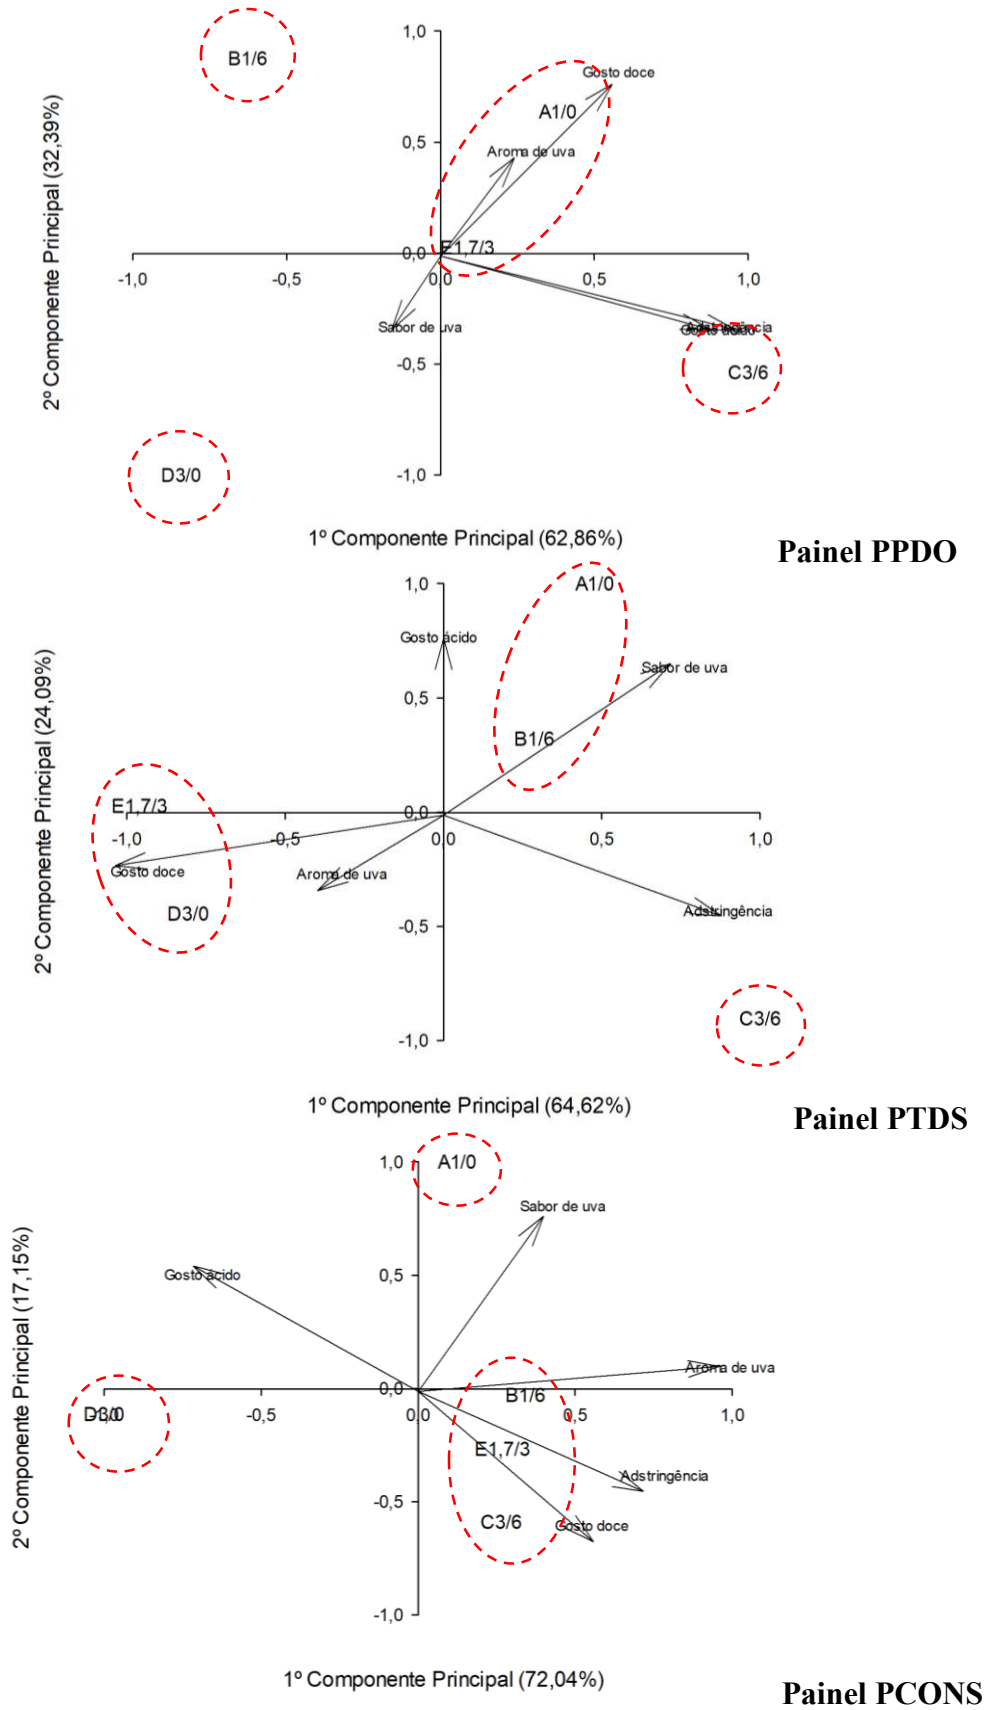 1,0
B1/6
Gosto doce
A1/0
0,5
Aroma de uva
E1,7/3
0,0
-1,0
-0,5
0,0
0,5
1,0
Sabor de uva
Adstringência
Gosto ácido
-0,5
C3/6
D3/0
-1,0
2º Componente Principal (32,39%)
1º Componente Principal (62,86%)
Painel PPDO
1,0
A1/0
Gosto ácido
Sabor de uva
0,5
B1/6
E1,7/3
0,0
-1,0
-0,5
0,0
0,5
1,0
Gosto doce
Aroma de uva
D3/0
Adstringência
-0,5
C3/6
-1,0
2º Componente Principal (24,09%)
1º Componente Principal (64,62%)
Painel PTDS
1,0
A1/0
Sabor de uva
Gosto ácido
0,5
Aroma de uva
0,0
B1/6
D3/0
-1,0
-0,5
0,0
0,5
1,0
E1,7/3
Adstringência
-0,5
C3/6
Gosto doce
-1,0
2º Componente Principal (17,15%)
1º Componente Principal (72,04%)
Painel PCONS